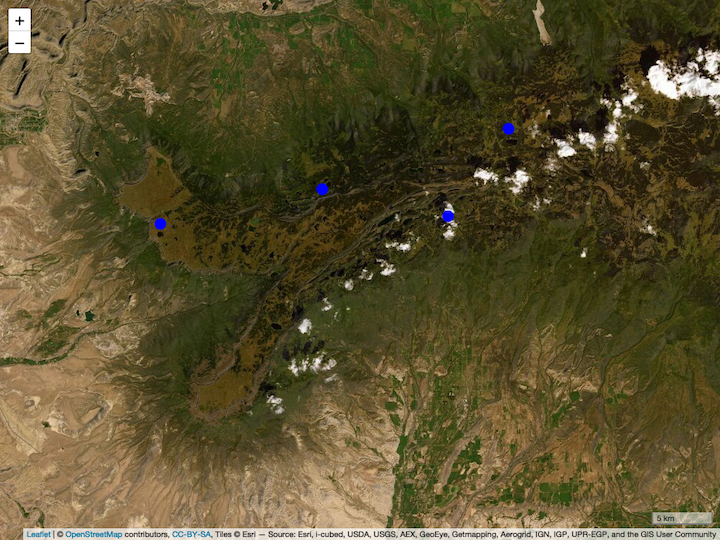 +
−
5 km
Leaflet | © OpenStreetMap contributors, CC-BY-SA, Tiles © Esri — Source: Esri, i-cubed, USDA, USGS, AEX, GeoEye, Getmapping, Aerogrid, IGN, IGP, UPR-EGP, and the GIS User Community